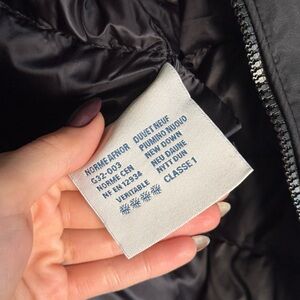 NORME AFNOR
G32-003
NORME CEN
NF EN 12934
VERITABLE
DUVET NEUF
PIUMINO NUOVO
NEW DOWN
NEU DAUNE
NYTT DUN
CLASSE 1